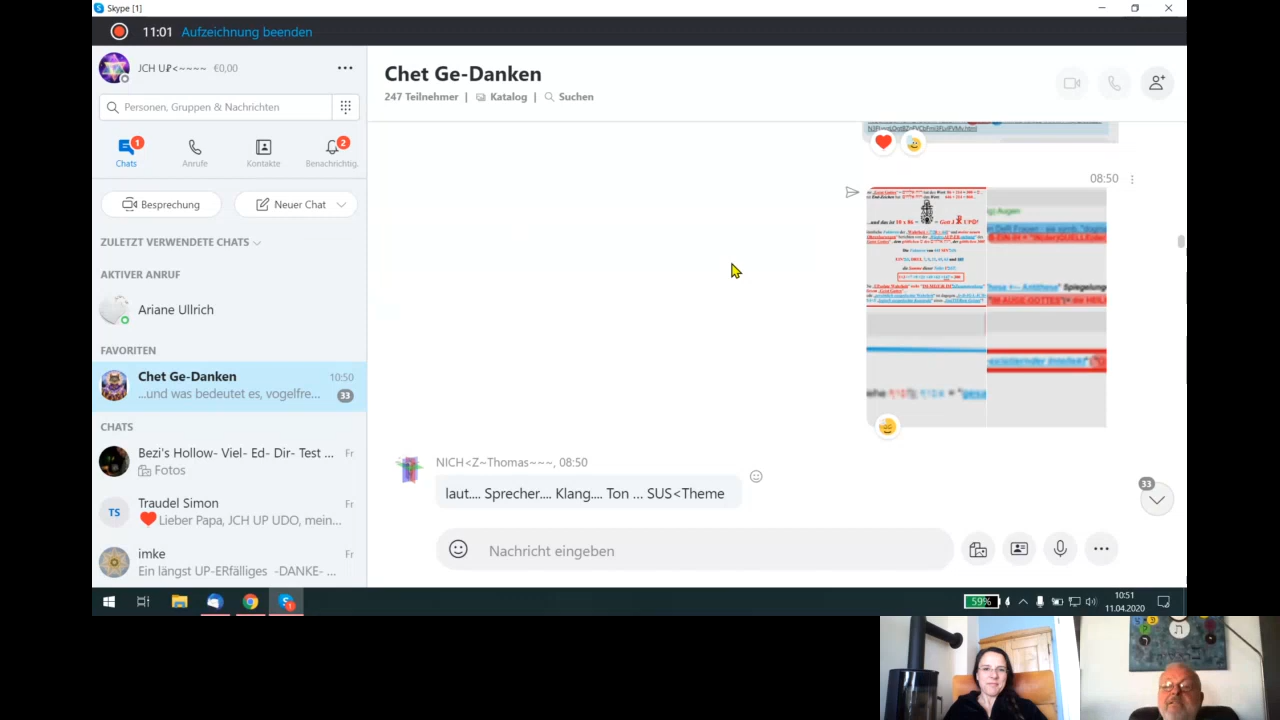 Skype [1]
11:01 Aufzeichnung beenden
€0,00
Personen, Gruppen & Nachrichten
1
2
Chats
Anrufe
Kontakte
Benachrichtig.
Besprechung
Neuer Chat
ZULETZT VERWENDETE CHATS
AKTIVER ANRUF
Ariane Ullrich
FAVORITEN
Chet Ge-Danken 10:50
...und was bedeutet es, vogelfre... 33
CHATS
Bezi's Hollow- Viel- Ed- Dir- Test ... Fr
Fotos
TS
Traudel Simon Fr
Lieber Papa, JCH UP UDO, mein...
imke Fr
Ein längst UP-ERfälliges -DANKE- ...
Chet Ge-Danken
247 Teilnehmer | Katalog | Suchen
08:50
NICH<Z~Thomas~~~, 08:50
laut.... Sprecher.... Klang.... Ton ... SUS<Theme
33
Nachricht eingeben
59%
10:51
11.04.2020